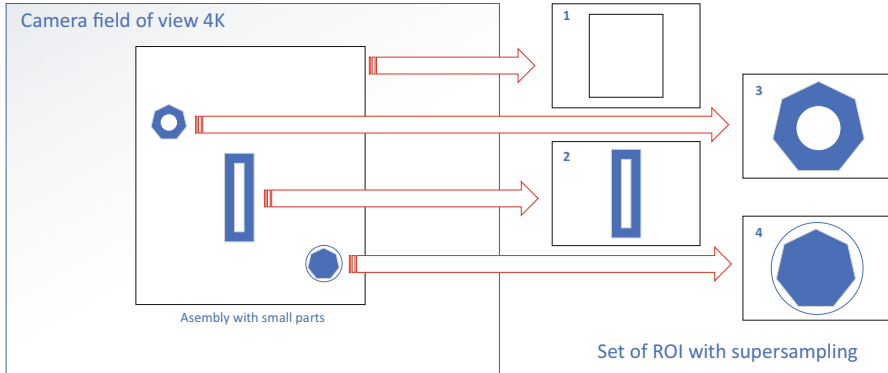 Camera field of view 4K
1
3
2
4
Asembly with small parts
Set of ROI with supersampling